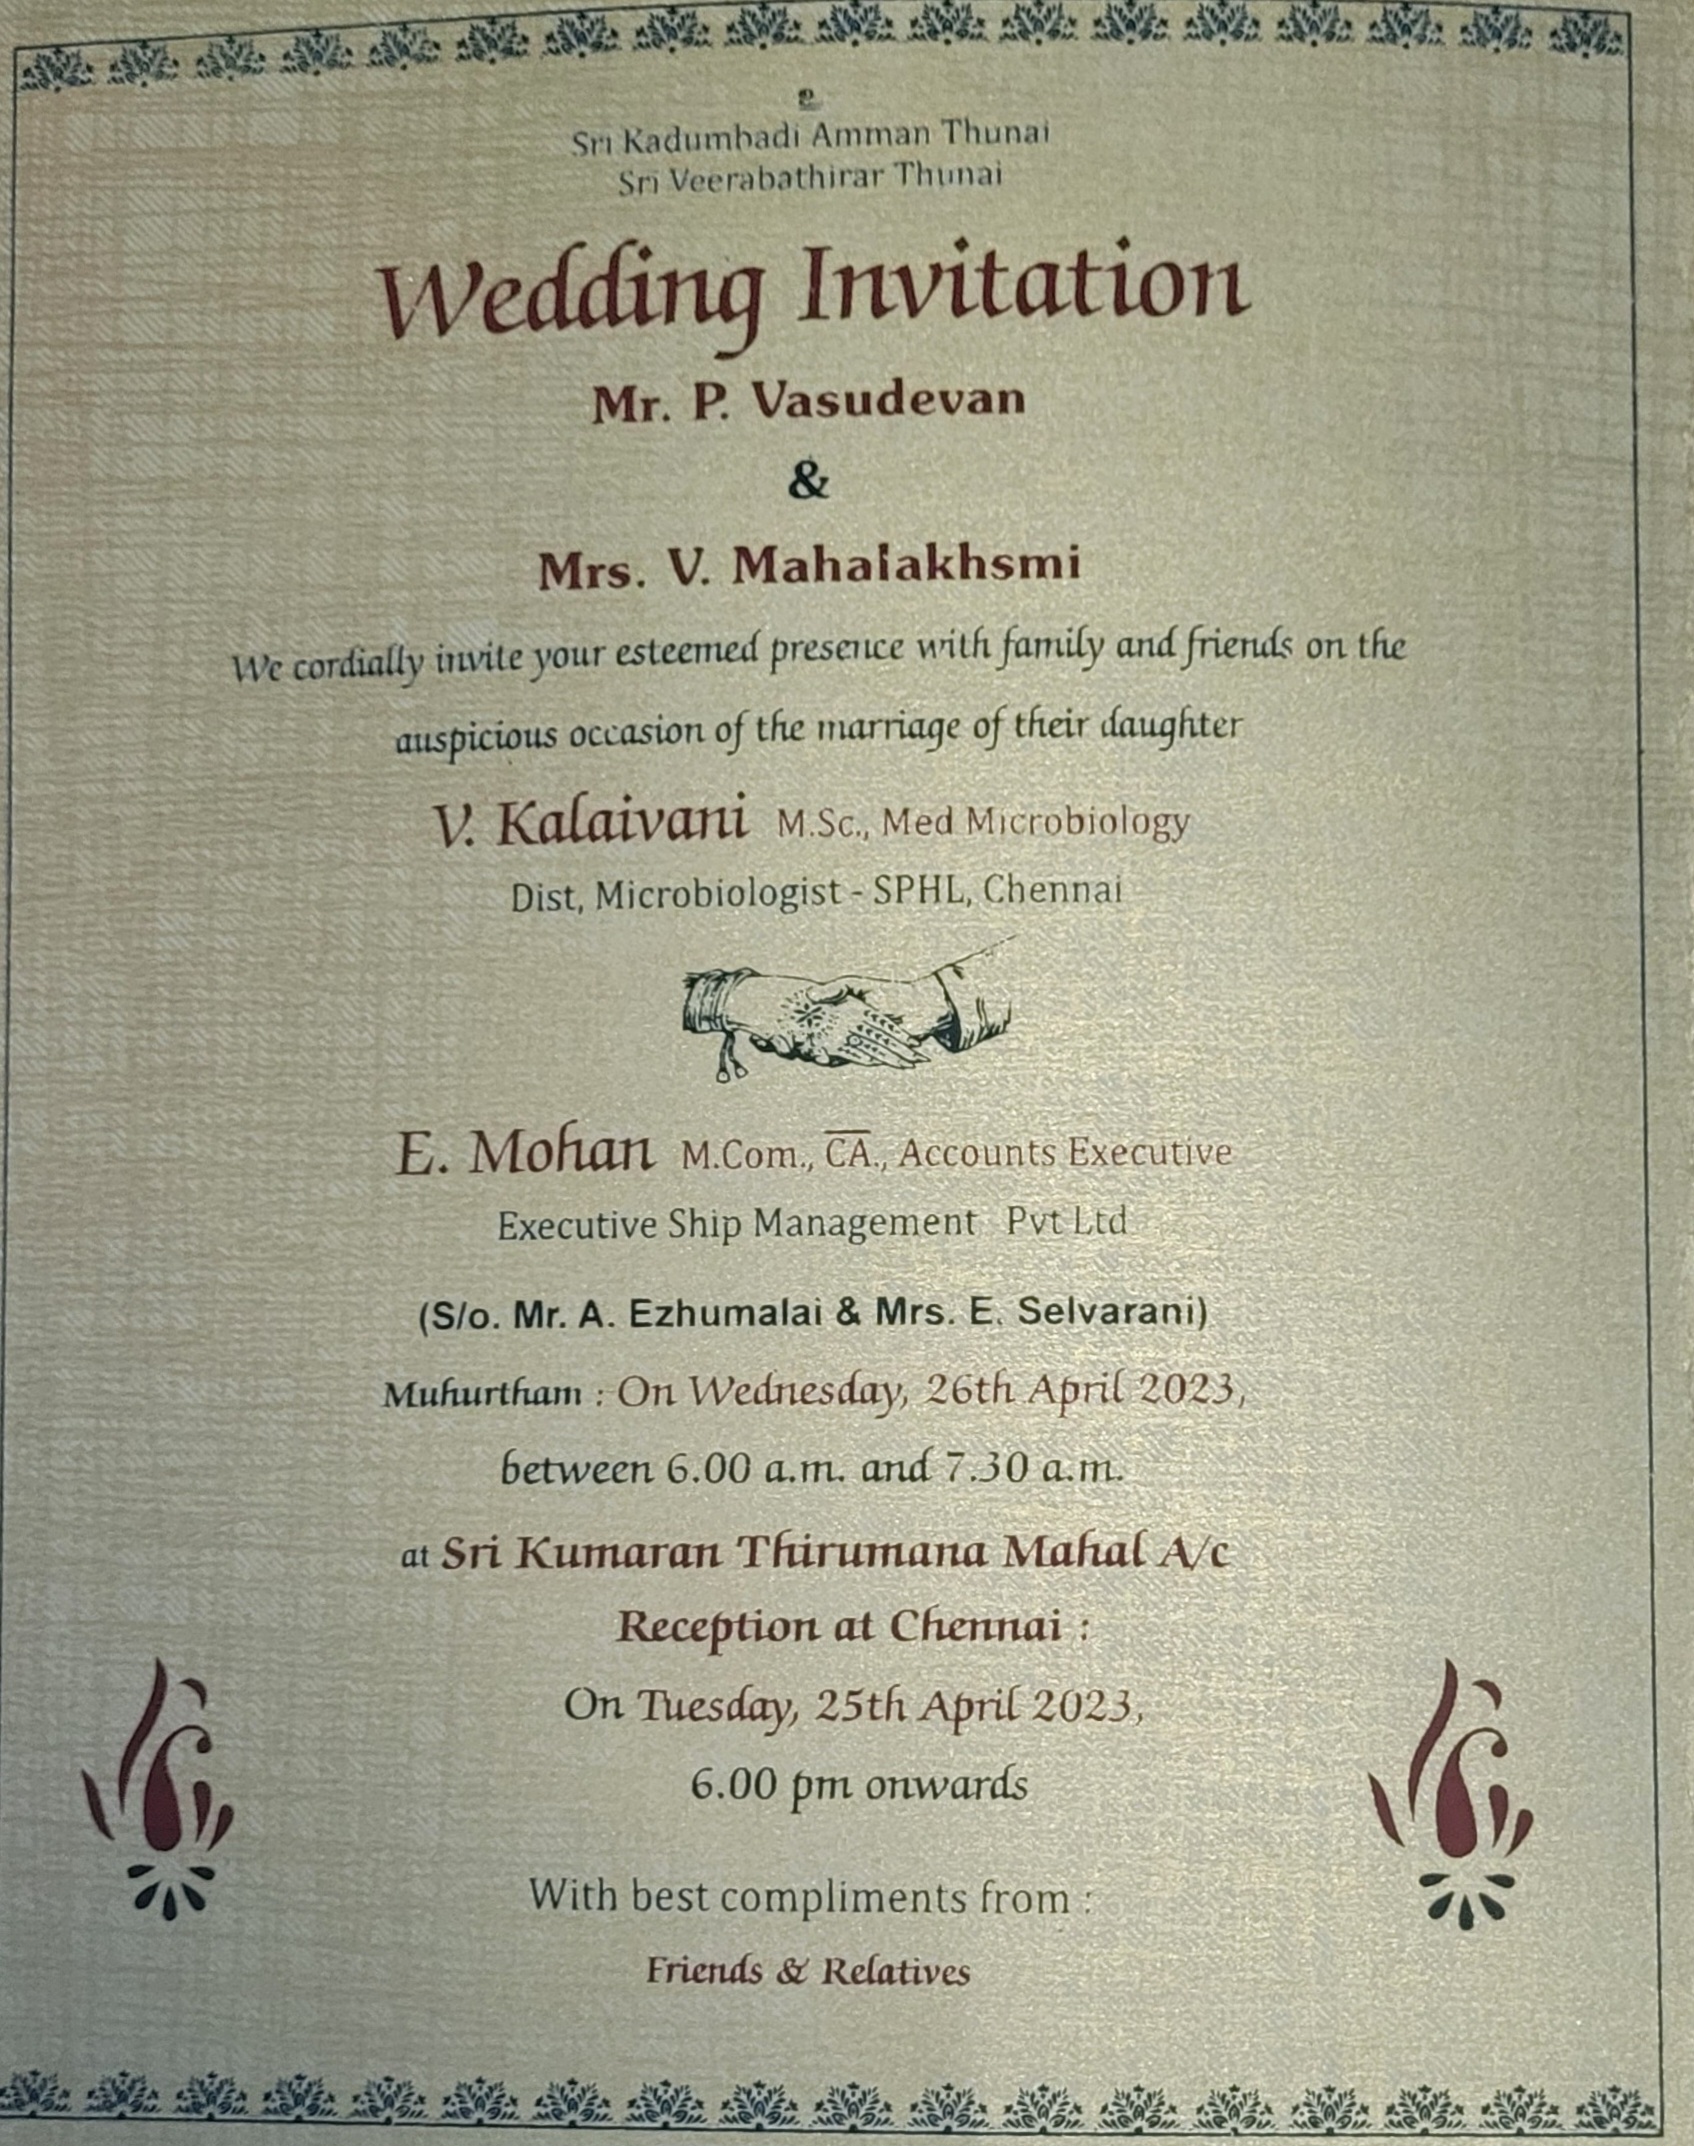 உ
Sri Kadumbadi Amman Thunai
Sri Veerabathirar Thunai
Wedding Invitation
Mr. P. Vasudevan
&
Mrs. V. Mahalakhsmi
We cordially invite your esteemed presence with family and friends on the
auspicious occasion of the marriage of their daughter
V. Kalaivani M.Sc., Med Microbiology
Dist, Microbiologist - SPHL, Chennai
E. Mohan M.Com., C̅A̅., Accounts Executive
Executive Ship Management Pvt Ltd
(S/o. Mr. A. Ezhumalai & Mrs. E. Selvarani)
Muhurtham : On Wednesday, 26th April 2023,
between 6.00 a.m. and 7.30 a.m.
at Sri Kumaran Thirumana Mahal A/c
Reception at Chennai :
On Tuesday, 25th April 2023,
6.00 pm onwards
With best compliments from :
Friends & Relatives